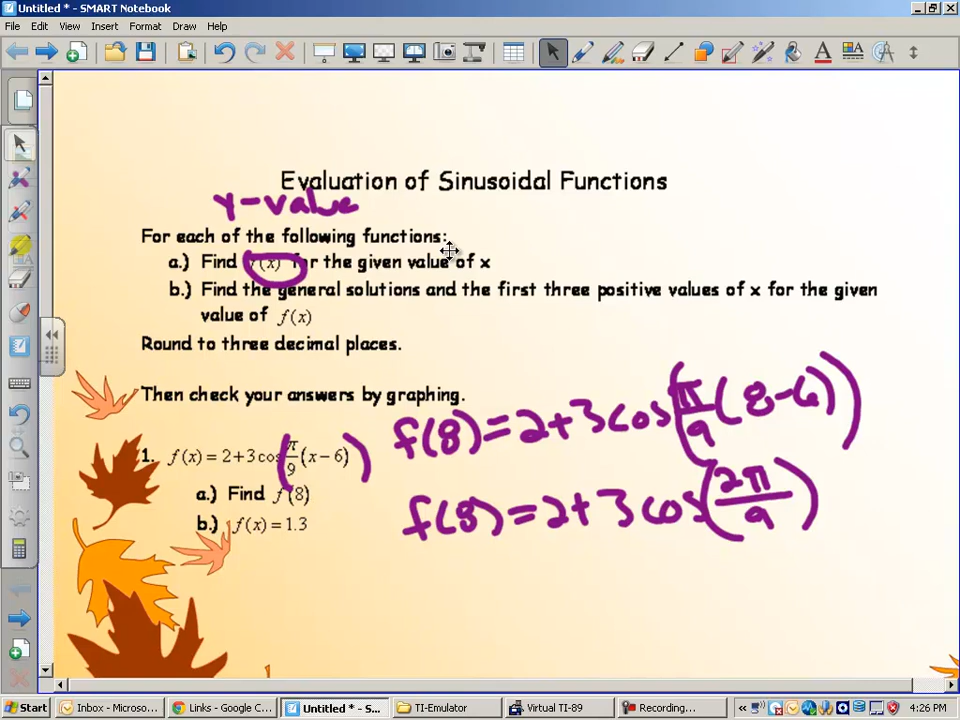 Untitled * - SMART Notebook
File Edit View Insert Format Draw Help
Evaluation of Sinusoidal Functions
y-value
For each of the following functions:
a.) Find f(x) for the given value of x
b.) Find the general solutions and the first three positive values of x for the given
value of f(x)
Round to three decimal places.
Then check your answers by graphing.
f(8)=2+3cos(π/9(8-6))
1. f(x) = 2+3cos(π/9(x−6))
a.) Find f(8)
f(8)=2+3cos(2π/9)
b.) f(x) = 1.3
Start Inbox - Microso... Links - Google C... Untitled * - S... TI-Emulator Virtual TI-89 Recording... 4:26 PM